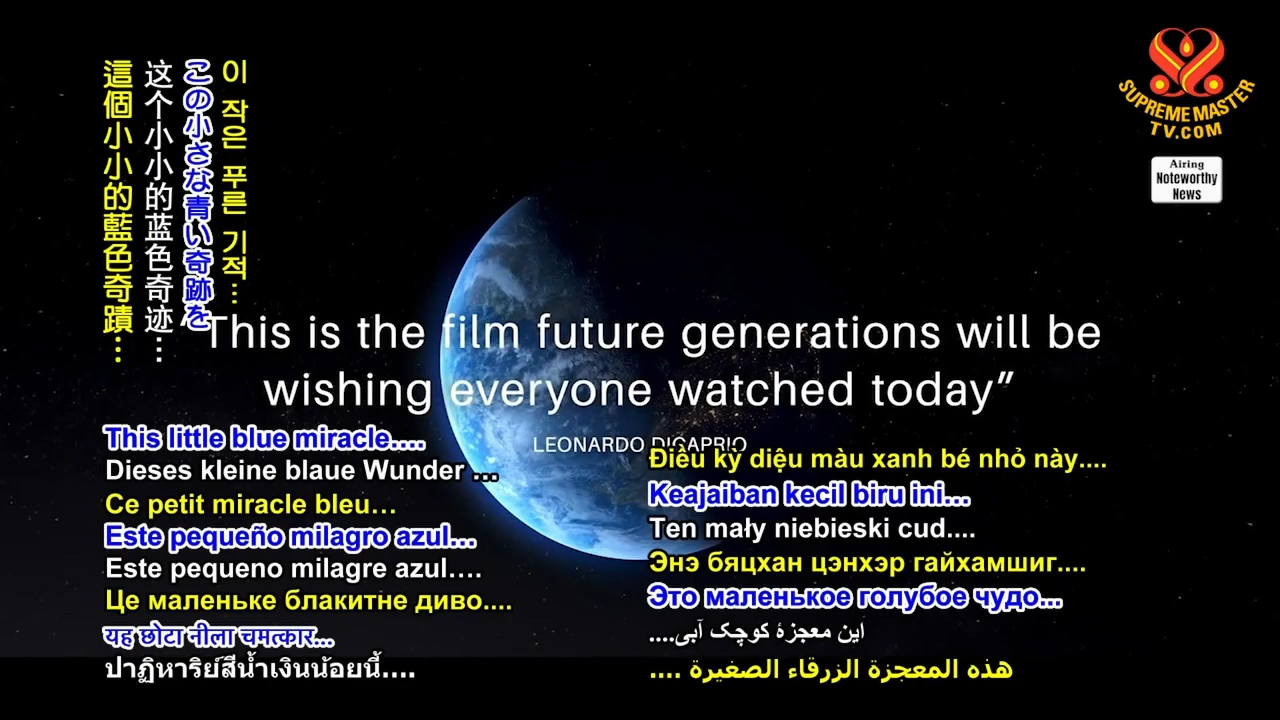 這個小小的藍色奇蹟…
这个小小的蓝色奇迹…
この小さな青い奇跡を
이 작은 푸른 기적…
SUPREME MASTER
TV.COM
Airing
Noteworthy
News
“This is the film future generations will be
wishing everyone watched today”
LEONARDO DICAPRIO
This little blue miracle....
Dieses kleine blaue Wunder ...
Ce petit miracle bleu…
Este pequeño milagro azul...
Este pequeno milagre azul....
Це маленьке блакитне диво....
यह छोटा नीला चमत्कार...
ปาฏิหาริย์สีน้ำเงินน้อยนี้....
Điều kỳ diệu màu xanh bé nhỏ này....
Keajaiban kecil biru ini...
Ten mały niebieski cud....
Энэ бяцхан цэнхэр гайхамшиг....
Это маленькое голубое чудо...
این معجزهٔ کوچک آبی....
هذه المعجزة الزرقاء الصغيرة ....